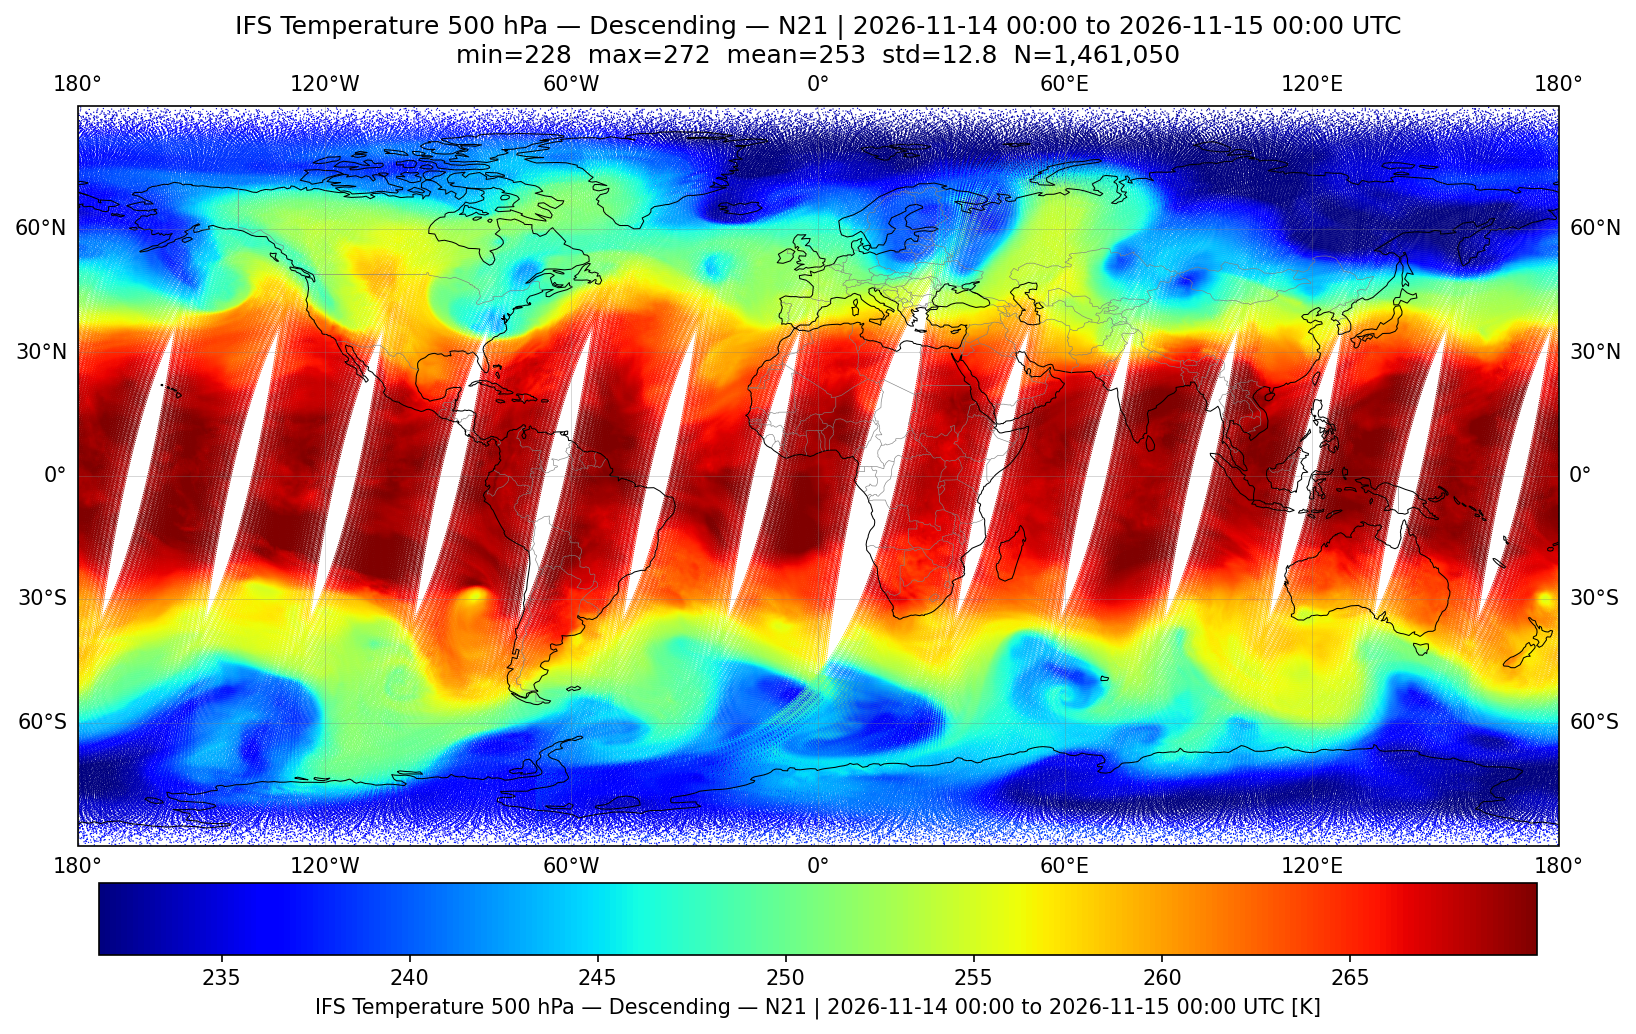 IFS Temperature 500 hPa — Descending — N21 | 2026-11-14 00:00 to 2026-11-15 00:00 UTC
min=228 max=272 mean=253 std=12.8 N=1,461,050
180° 120°W 60°W 0° 60°E 120°E 180°
60°N 60°N
30°N 30°N
0° 0°
30°S 30°S
60°S 60°S
180° 120°W 60°W 0° 60°E 120°E 180°
235 240 245 250 255 260 265
IFS Temperature 500 hPa — Descending — N21 | 2026-11-14 00:00 to 2026-11-15 00:00 UTC [K]